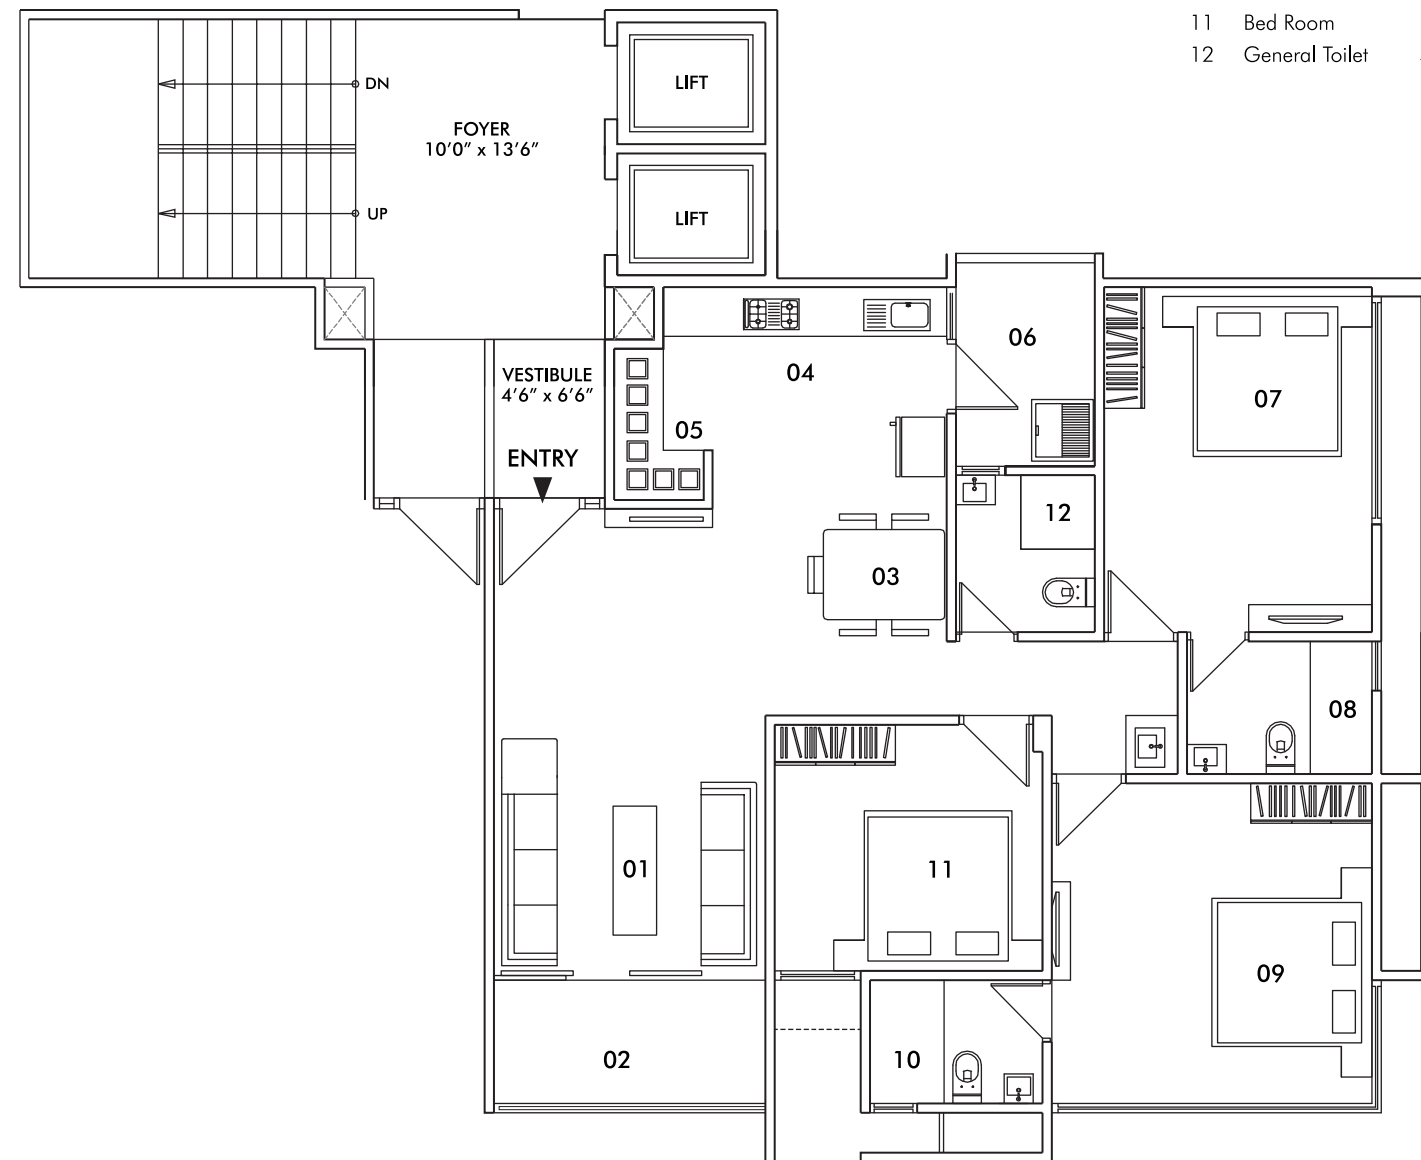 11 Bed Room
12 General Toilet
LIFT
DN
FOYER
10'0" x 13'6"
UP
LIFT
06
VESTIBULE
4'6" x 6'6"
04
07
05
ENTRY
12
03
08
01
11
09
02
10